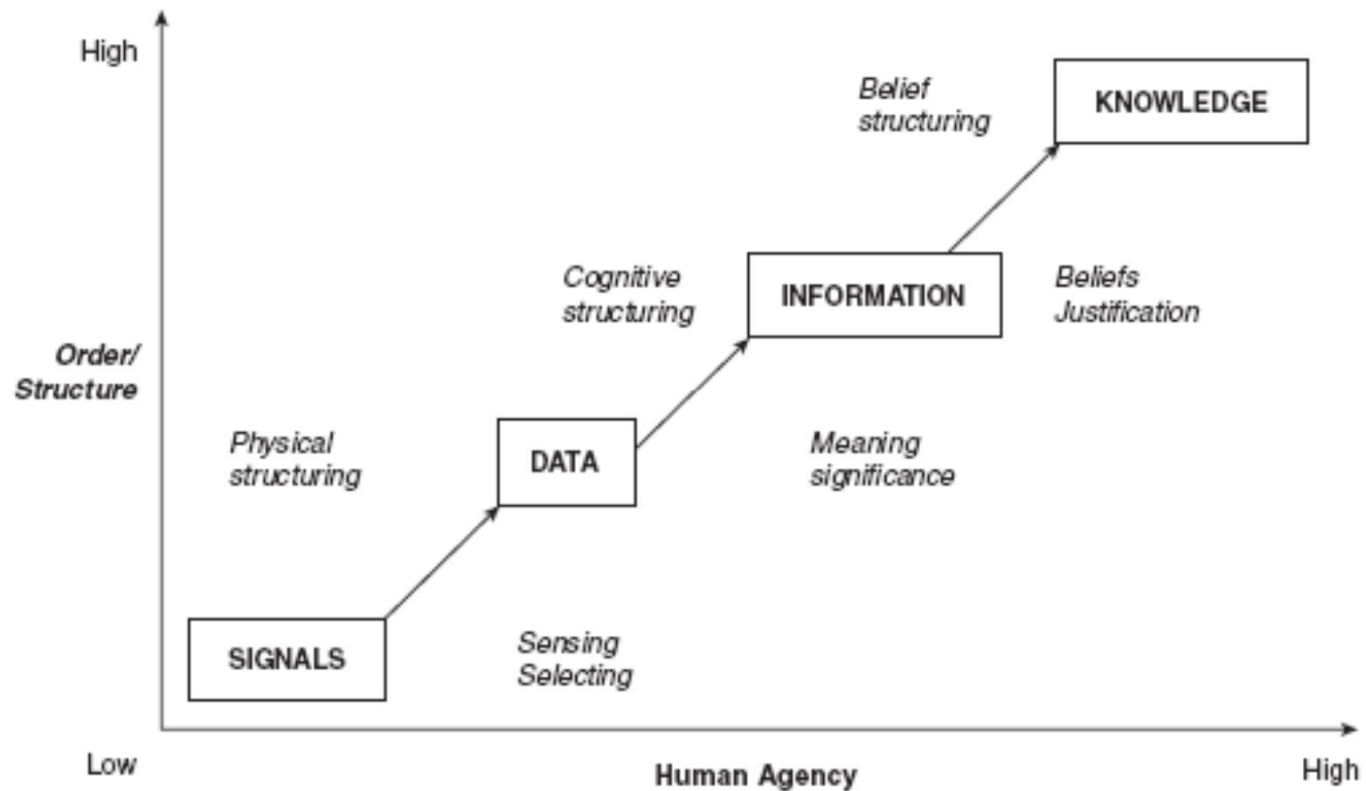 High
Belief
structuring
KNOWLEDGE
Cognitive
structuring
INFORMATION
Beliefs
Justification
Order/
Structure
Physical
structuring
DATA
Meaning
significance
SIGNALS
Sensing
Selecting
Low
Human Agency
High